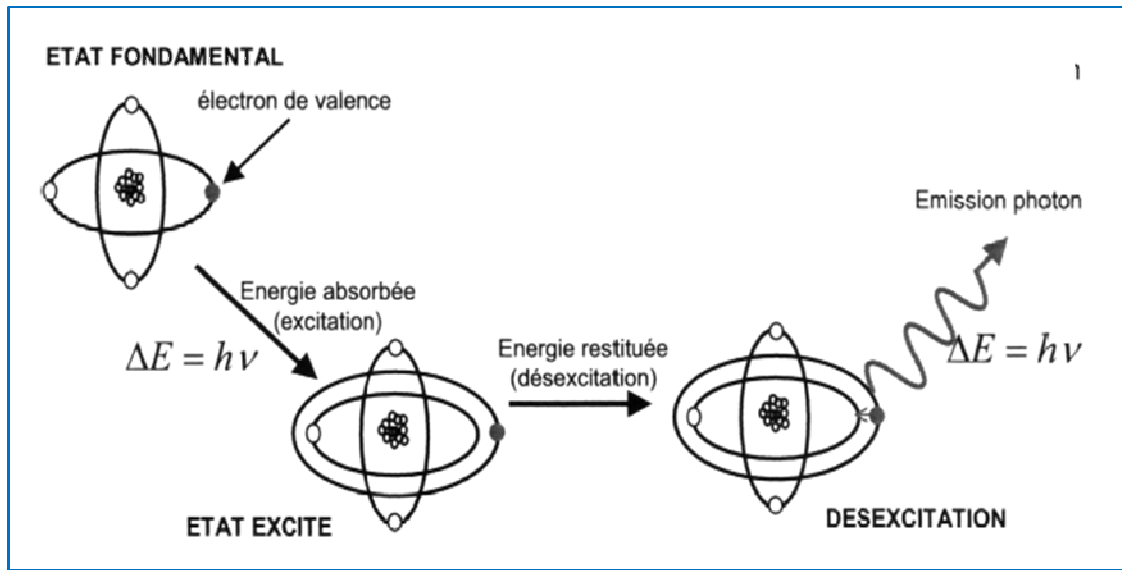 ETAT FONDAMENTAL
électron de valence
Emission photon
Energie absorbée
(excitation)
ΔE = hν
Energie restituée
(désexcitation)
ΔE = hν
ETAT EXCITE
DESEXCITATION